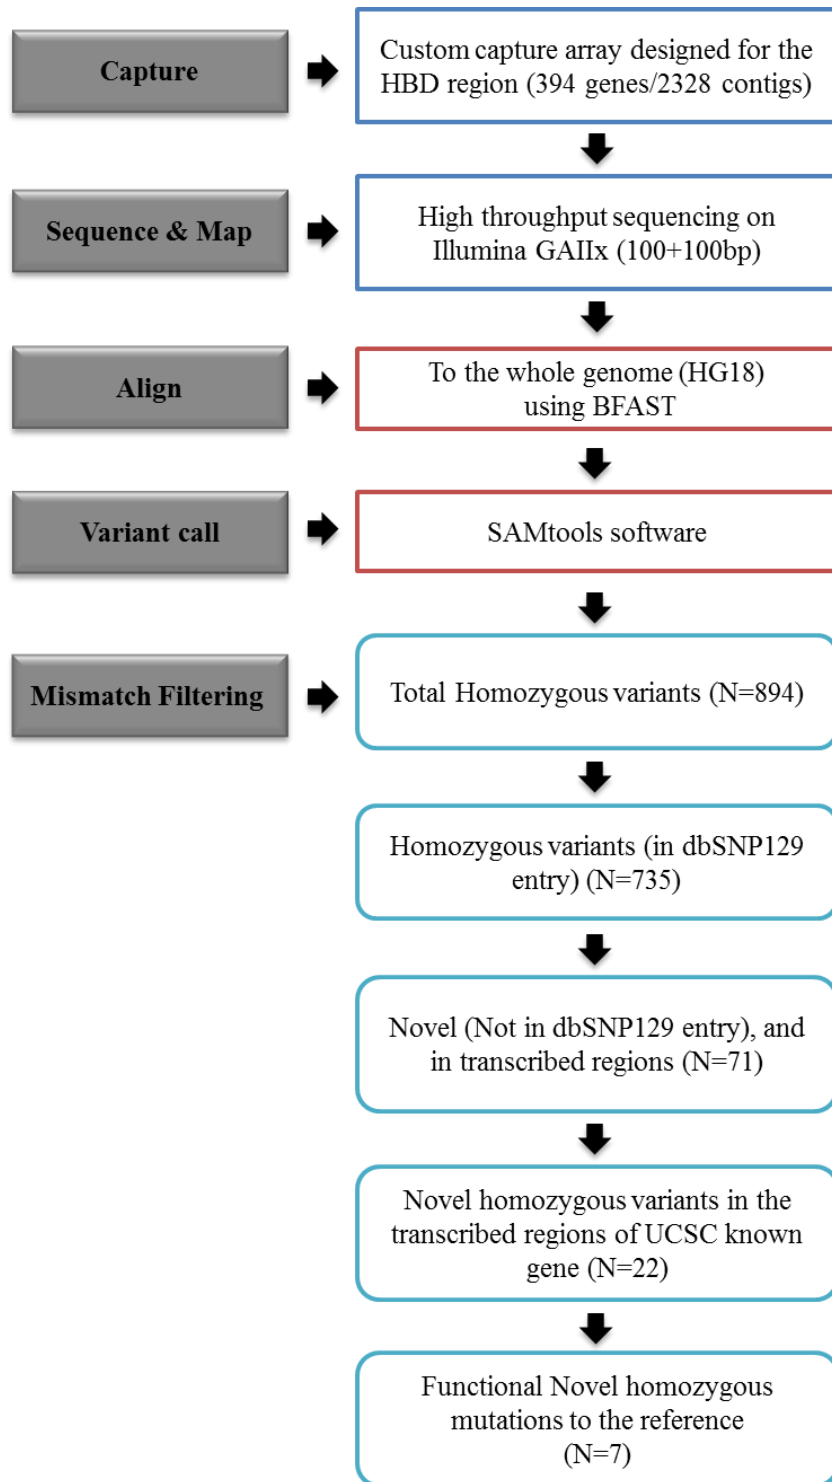 Capture
Custom capture array designed for the
HBD region (394 genes/2328 contigs)
Sequence & Map
High throughput sequencing on
Illumina GAIIx (100+100bp)
Align
To the whole genome (HG18)
using BFAST
Variant call
SAMtools software
Mismatch Filtering
Total Homozygous variants (N=894)
Homozygous variants (in dbSNP129
entry) (N=735)
Novel (Not in dbSNP129 entry), and
in transcribed regions (N=71)
Novel homozygous variants in the
transcribed regions of UCSC known
gene (N=22)
Functional Novel homozygous
mutations to the reference
(N=7)